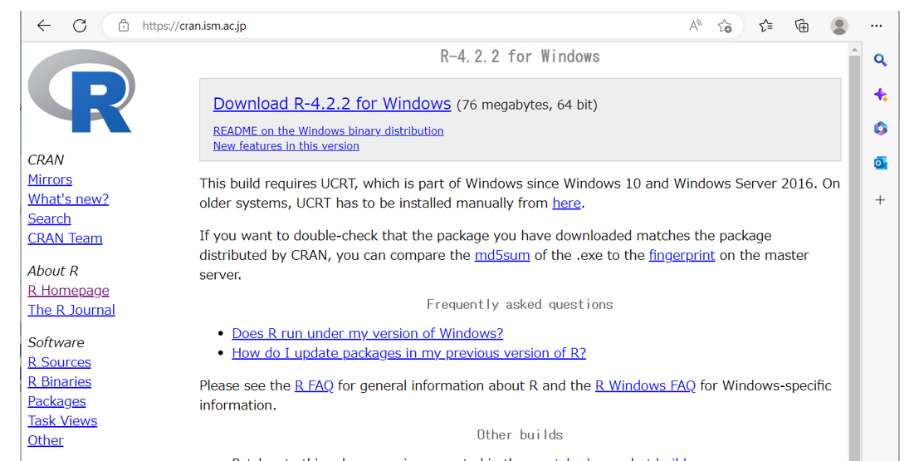 https://cran.ism.ac.jp
R
R-4.2.2 for Windows
Download R-4.2.2 for Windows (76 megabytes, 64 bit)
README on the Windows binary distribution
New features in this version
CRAN
Mirrors
What's new?
Search
CRAN Team
About R
R Homepage
The R Journal
Software
R Sources
R Binaries
Packages
Task Views
Other
This build requires UCRT, which is part of Windows since Windows 10 and Windows Server 2016. On
older systems, UCRT has to be installed manually from here.
If you want to double-check that the package you have downloaded matches the package
distributed by CRAN, you can compare the md5sum of the .exe to the fingerprint on the master
server.
Frequently asked questions
Does R run under my version of Windows?
How do I update packages in my previous version of R?
Please see the R FAQ for general information about R and the R Windows FAQ for Windows-specific
information.
Other builds